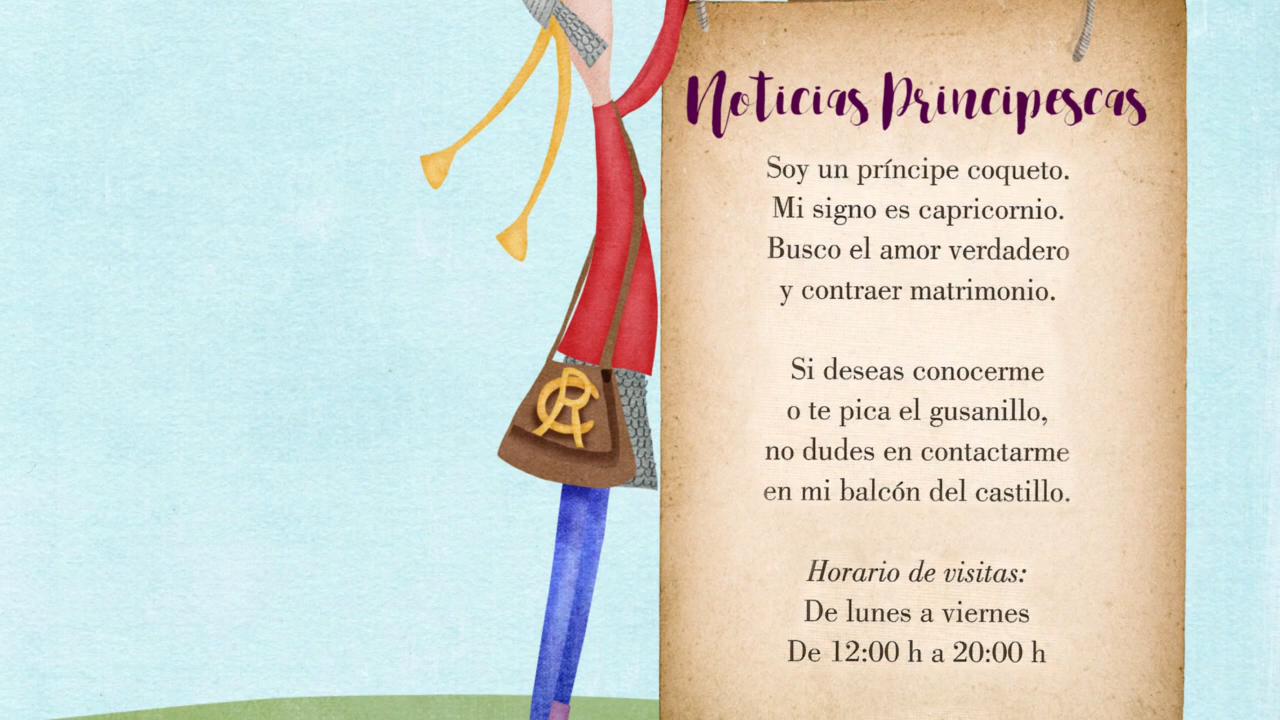 Noticias Principescas
Soy un príncipe coqueto.
Mi signo es capricornio.
Busco el amor verdadero
y contraer matrimonio.
Si deseas conocerme
o te pica el gusanillo,
no dudes en contactarme
en mi balcón del castillo.
Horario de visitas:
De lunes a viernes
De 12:00 h a 20:00 h